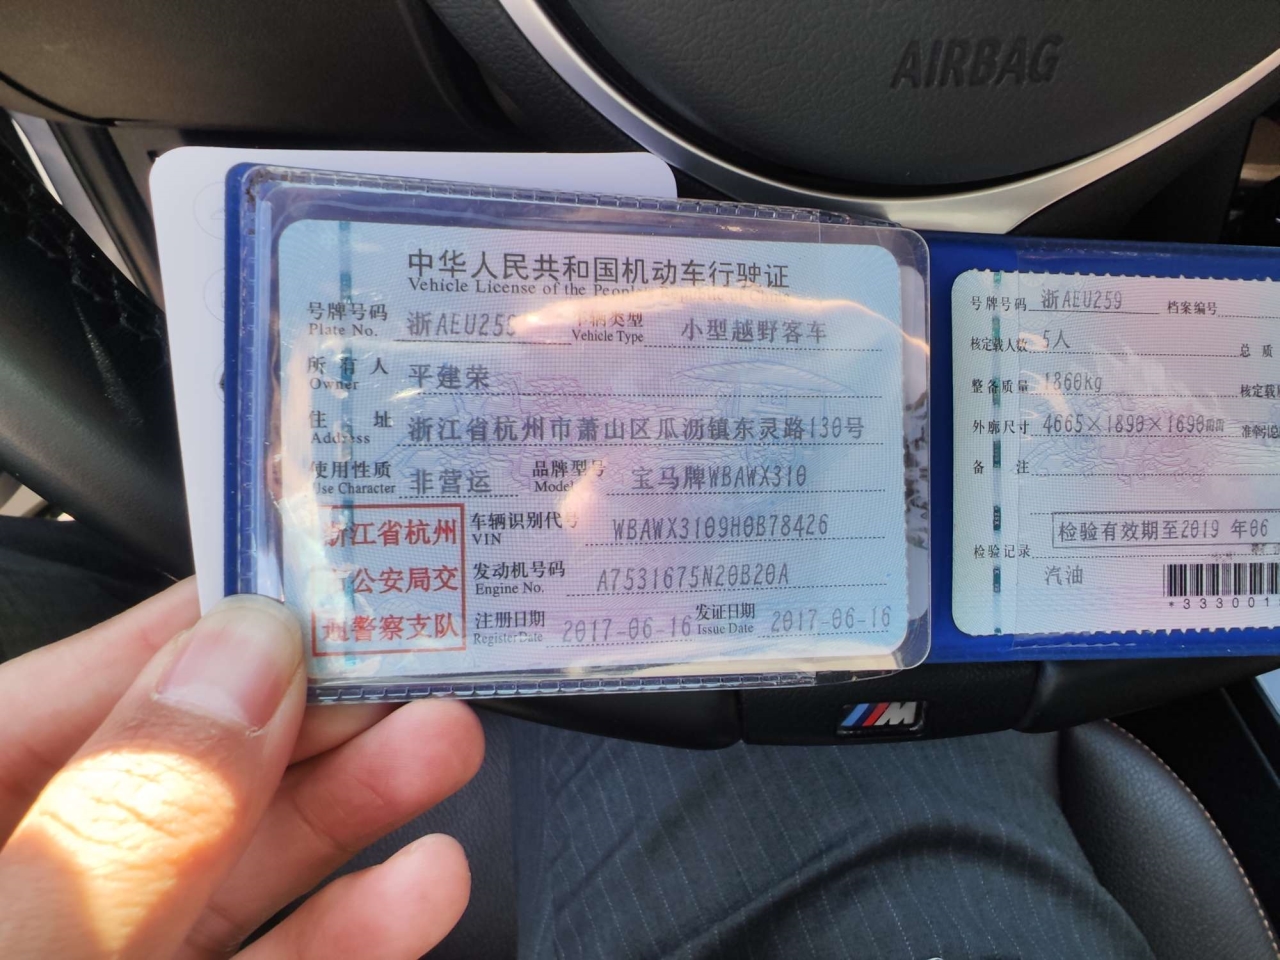 AIRBAG
中华人民共和国机动车行驶证
Vehicle License of the People's Republic of China
号牌号码 浙AEU259 车辆类型 小型越野客车
Plate No. Vehicle Type
所有人 平建荣
Owner
住址 浙江省杭州市萧山区瓜沥镇东灵路130号
Address
使用性质 非营运 品牌型号 宝马牌WBAWX310
Use Character Model
浙江省杭州
市公安局交
通警察支队
车辆识别代号 WBAWX3109H0B78426
VIN
发动机号码 A7531675N20B20A
Engine No.
注册日期 2017-06-16 发证日期 2017-06-16
Register Date Issue Date
号牌号码 浙AEU259 档案编号
核定载人数 5人 总质
整备质量 1860kg 核定载
外廓尺寸 4665×1890×1690mm
备注
检验有效期至2019年06
检验记录
汽油
*333001
M